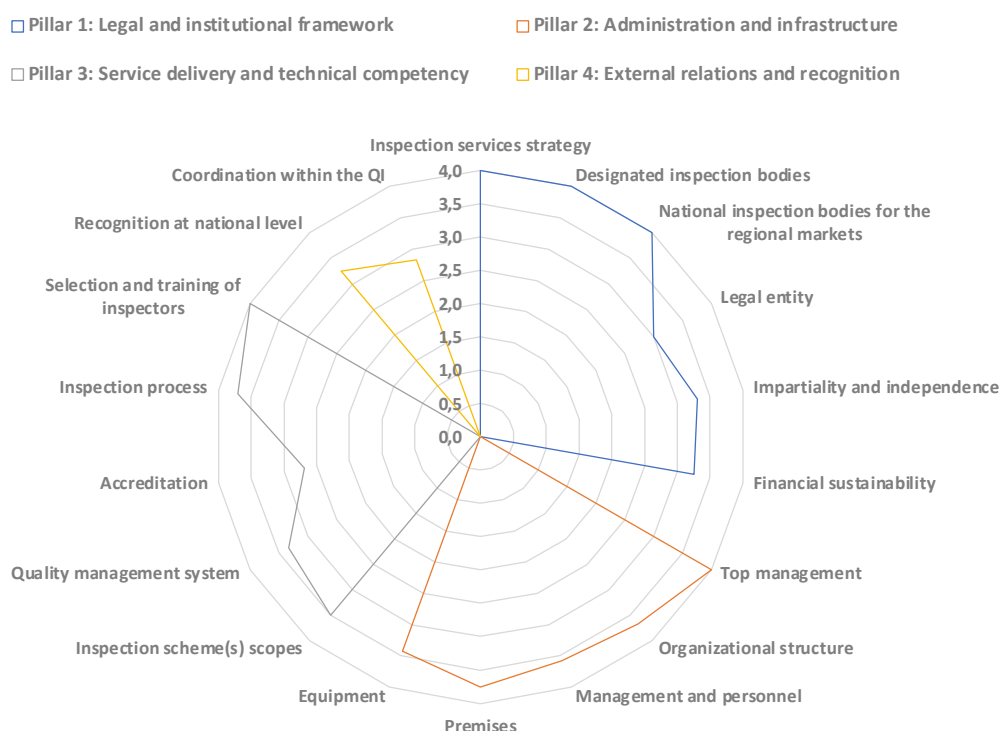 Pillar 1: Legal and institutional framework
Pillar 2: Administration and infrastructure
Pillar 3: Service delivery and technical competency
Pillar 4: External relations and recognition
Inspection services strategy
Coordination within the QI
Designated inspection bodies
Recognition at national level
National inspection bodies for the
regional markets
Selection and training of
inspectors
Legal entity
Inspection process
Impartiality and independence
Accreditation
Financial sustainability
Quality management system
Top management
Inspection scheme(s) scopes
Organizational structure
Equipment
Management and personnel
Premises
4,0
3,5
3,0
2,5
2,0
1,5
1,0
0,5
0,0